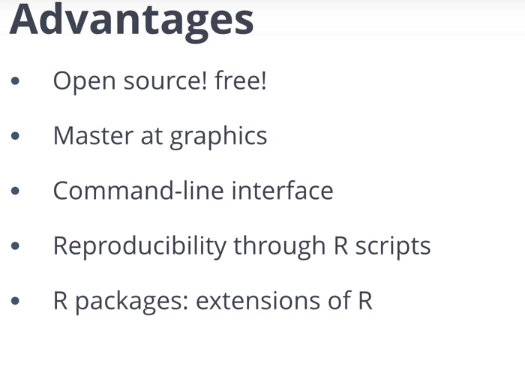 Advantages
• Open source! free!
• Master at graphics
• Command-line interface
• Reproducibility through R scripts
• R packages: extensions of R